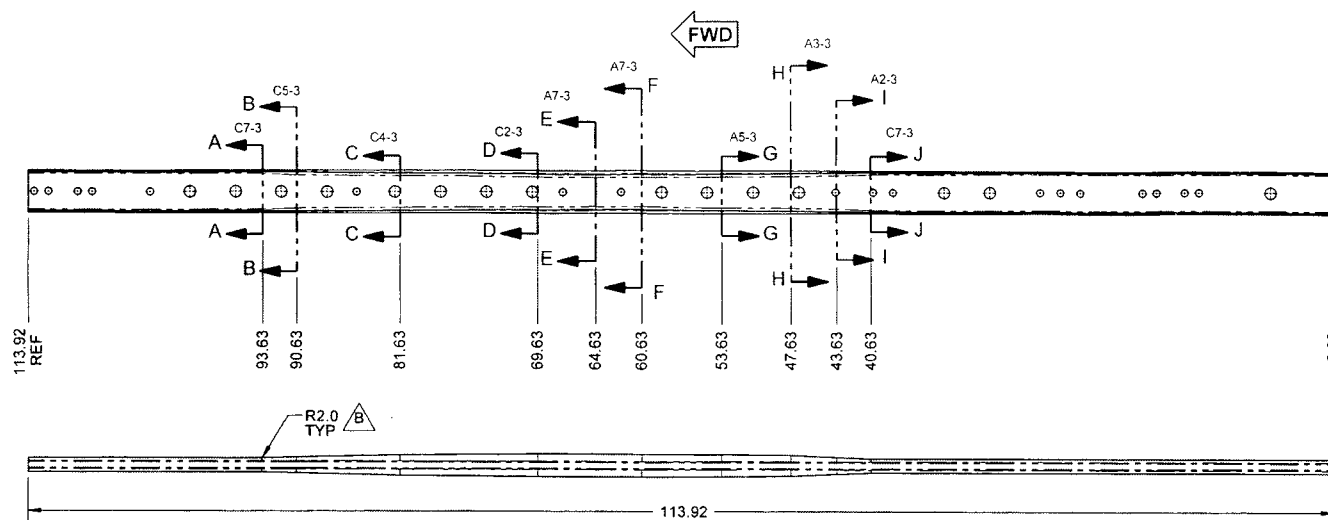 FWD
A3-3
H
A7-3
F
A2-3
I
C5-3
B
A7-3
E
C7-3
A
C4-3
C
C2-3
D
A5-3
G
C7-3
J
A
C
D
G
J
B
E
F
H
I
113.92
REF
93.63
90.63
81.63
69.63
64.63
60.63
53.63
47.63
43.63
40.63
R2.0
TYP
B
113.92